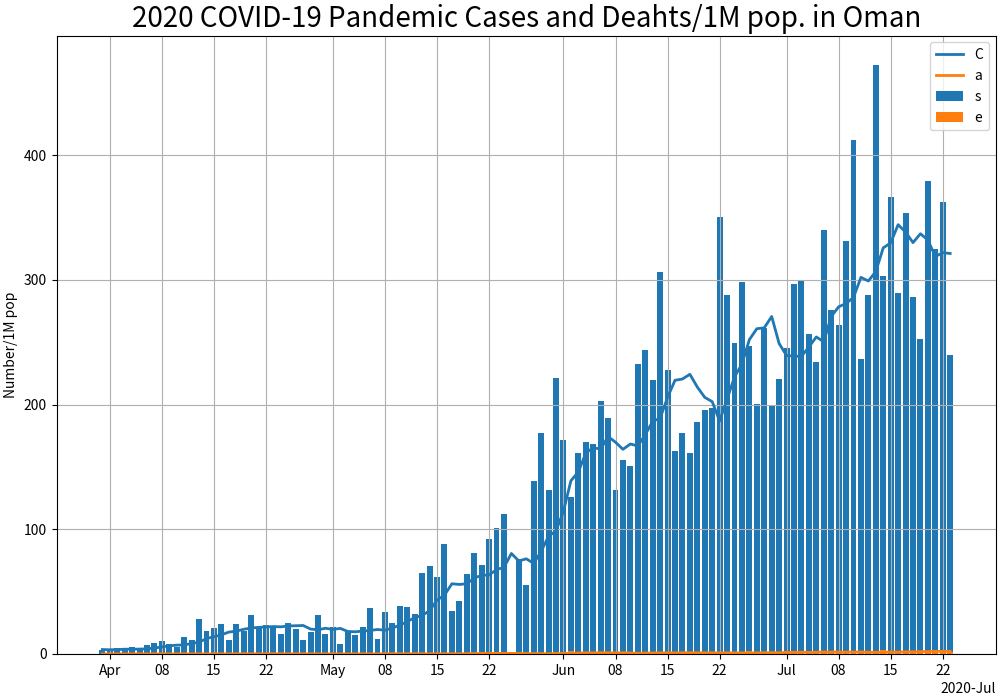 2020 COVID-19 Pandemic Cases and Deahts/1M pop. in Oman
C
a
s
e
Number/1M pop
400
300
200
100
0
Apr 08 15 22 May 08 15 22 Jun 08 15 22 Jul 08 15 22
2020-Jul